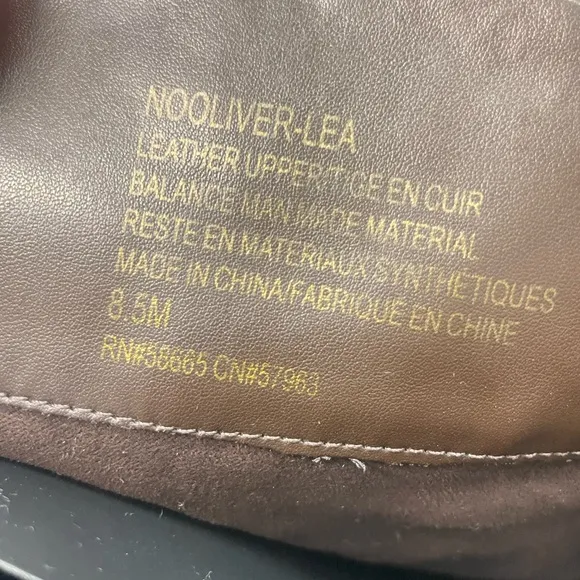 NOOLIVER-LEA
LEATHER UPPER/TIGE EN CUIR
BALANCE MAN MADE MATERIAL
RESTE EN MATERIAUX SYNTHÉTIQUES
MADE IN CHINA/FABRIQUE EN CHINE
8.5M
RN#56665 CN#57963